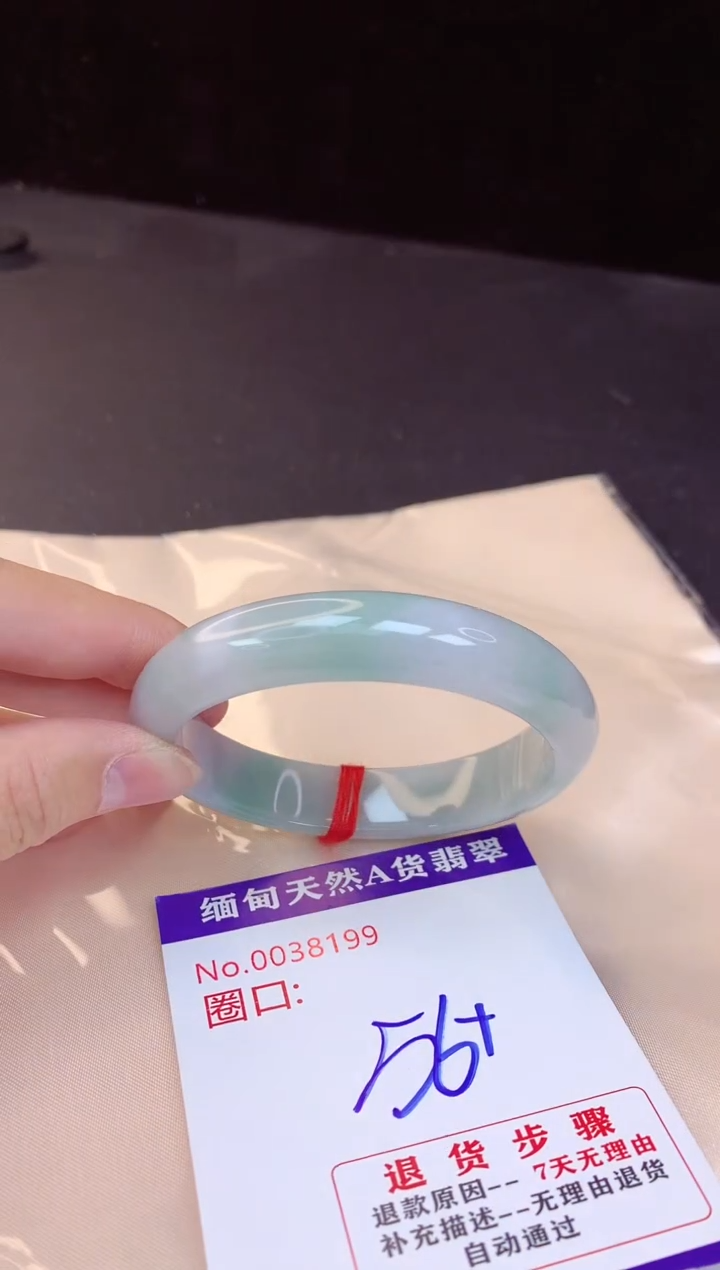 缅甸天然A货翡翠
No.0038199
圈口:
56+
退货步骤
退款原因--7天无理由
补充描述--无理由退货
自动通过